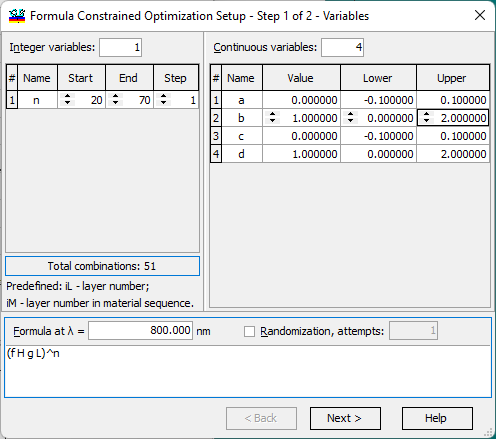 Formula Constrained Optimization Setup - Step 1 of 2 - Variables
Integer variables: 1
# Name Start End Step
1 n 20 70 1
Total combinations: 51
Predefined: iL - layer number;
iM - layer number in material sequence.
Continuous variables: 4
# Name Value Lower Upper
1 a 0.000000 -0.100000 0.100000
2 b 1.000000 0.000000 2.000000
3 c 0.000000 -0.100000 0.100000
4 d 1.000000 0.000000 2.000000
Formula at λ = 800.000 nm Randomization, attempts: 1
(f H g L)^n
< Back Next > Help